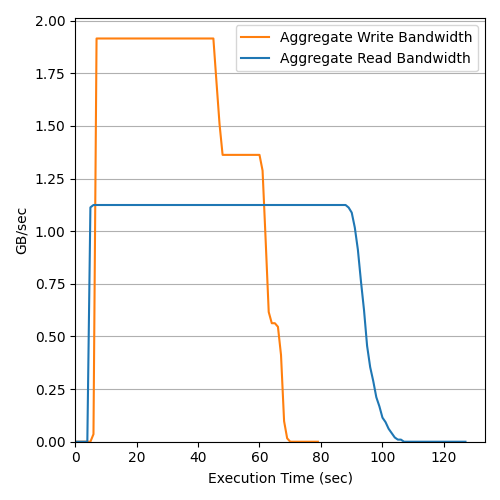 2.00
1.75
1.50
1.25
1.00
0.75
0.50
0.25
0.00
GB/sec
Aggregate Write Bandwidth
Aggregate Read Bandwidth
0 20 40 60 80 100 120
Execution Time (sec)